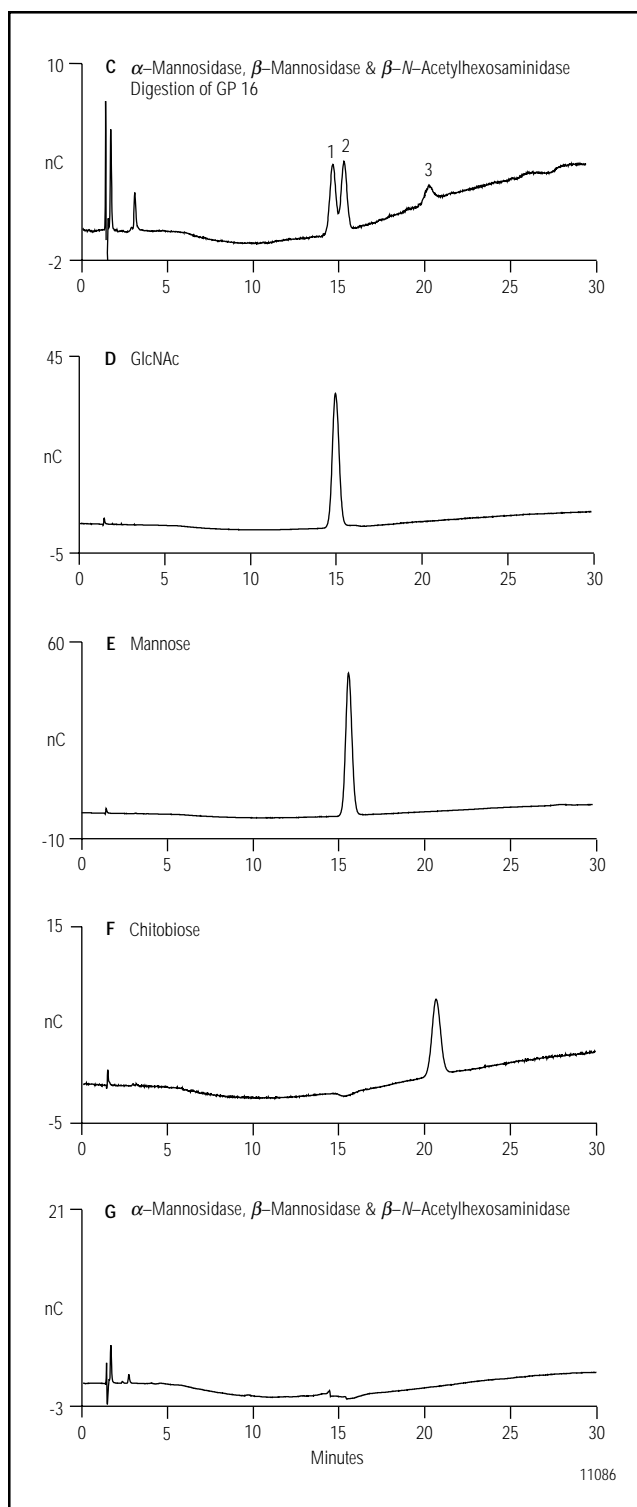 C α–Mannosidase, β–Mannosidase & β–N–Acetylhexosaminidase
Digestion of GP 16
10
nC
-2
1
2
3
0 5 10 15 20 25 30
45
D GlcNAc
nC
-5
0 5 10 15 20 25 30
60
E Mannose
nC
-10
0 5 10 15 20 25 30
15
F Chitobiose
nC
-5
0 5 10 15 20 25 30
21
G α–Mannosidase, β–Mannosidase & β–N–Acetylhexosaminidase
nC
-3
0 5 10 15 20 25 30
Minutes
11086